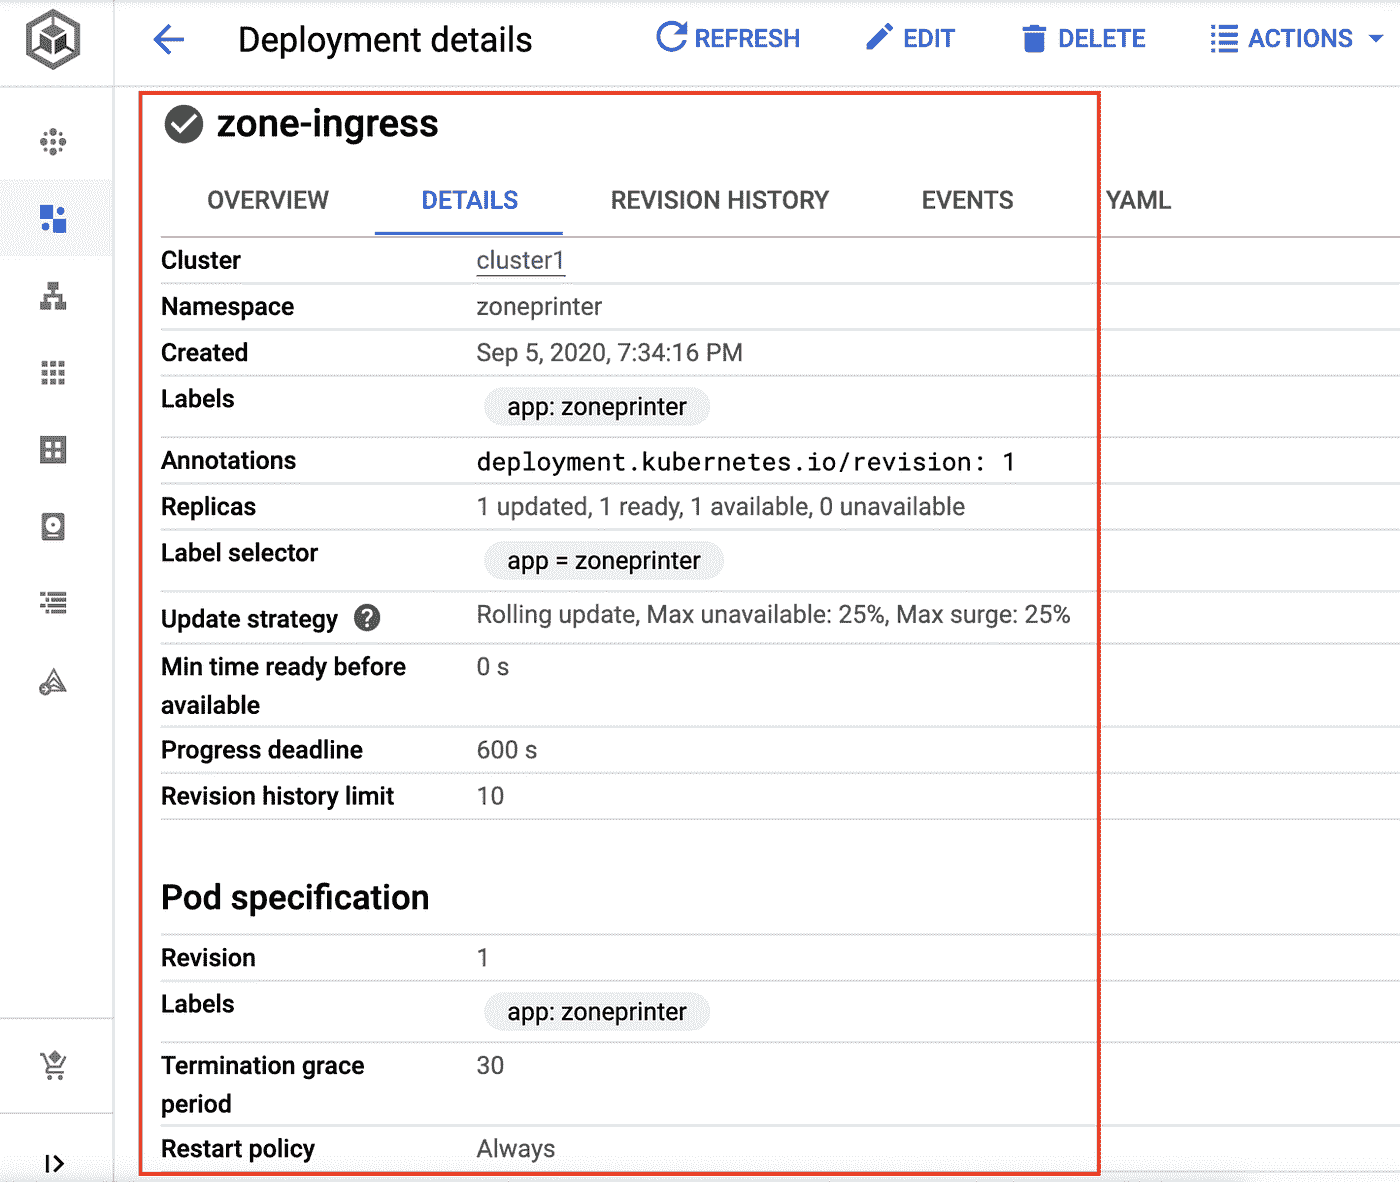 Deployment details REFRESH EDIT DELETE ACTIONS
zone-ingress
OVERVIEW DETAILS REVISION HISTORY EVENTS YAML
Cluster cluster1
Namespace zoneprinter
Created Sep 5, 2020, 7:34:16 PM
Labels app: zoneprinter
Annotations deployment.kubernetes.io/revision: 1
Replicas 1 updated, 1 ready, 1 available, 0 unavailable
Label selector app = zoneprinter
Update strategy ? Rolling update, Max unavailable: 25%, Max surge: 25%
Min time ready before 0 s
available
Progress deadline 600 s
Revision history limit 10
Pod specification
Revision 1
Labels app: zoneprinter
Termination grace 30
period
Restart policy Always